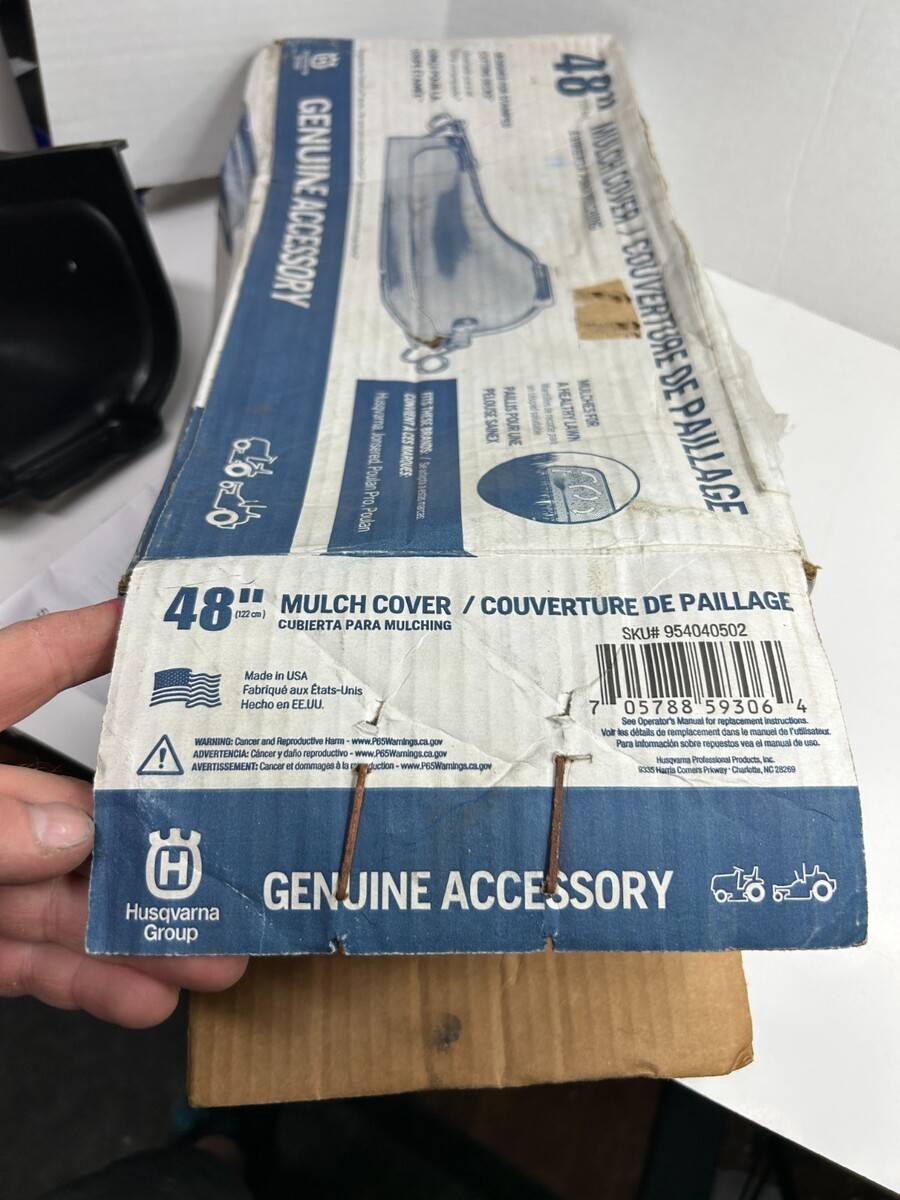 48" MULCH COVER / COUVERTURE DE PAILLAGE
GENUINE ACCESSORY
MULCHES FOR
A HEALTHY LAWN
PAILLIS POUR UNE
PELOUSE SAINE
FITS THESE BRANDS: /
CONVIENT À CES MARQUES:
Husqvarna, Jonsered, Poulan Pro, Poulan
48" (122 cm) MULCH COVER / COUVERTURE DE PAILLAGE
CUBIERTA PARA MULCHING
SKU# 954040502
7 05788 59306 4
Made in USA
Fabriqué aux États-Unis
Hecho en EE.UU.
See Operator's Manual for replacement instructions.
Voir les détails de remplacement dans le manuel de l'utilisateur.
Para información sobre repuestos vea el manual de uso.
WARNING: Cancer and Reproductive Harm - www.P65Warnings.ca.gov
ADVERTENCIA: Cáncer y daño reproductivo - www.P65Warnings.ca.gov
AVERTISSEMENT: Cancer et dommages à la - www.P65Warnings.ca.gov
Husqvarna Professional Products, Inc.
9335 Harris Corners Prkway · Charlotte, NC 28269
H
Husqvarna
Group
GENUINE ACCESSORY